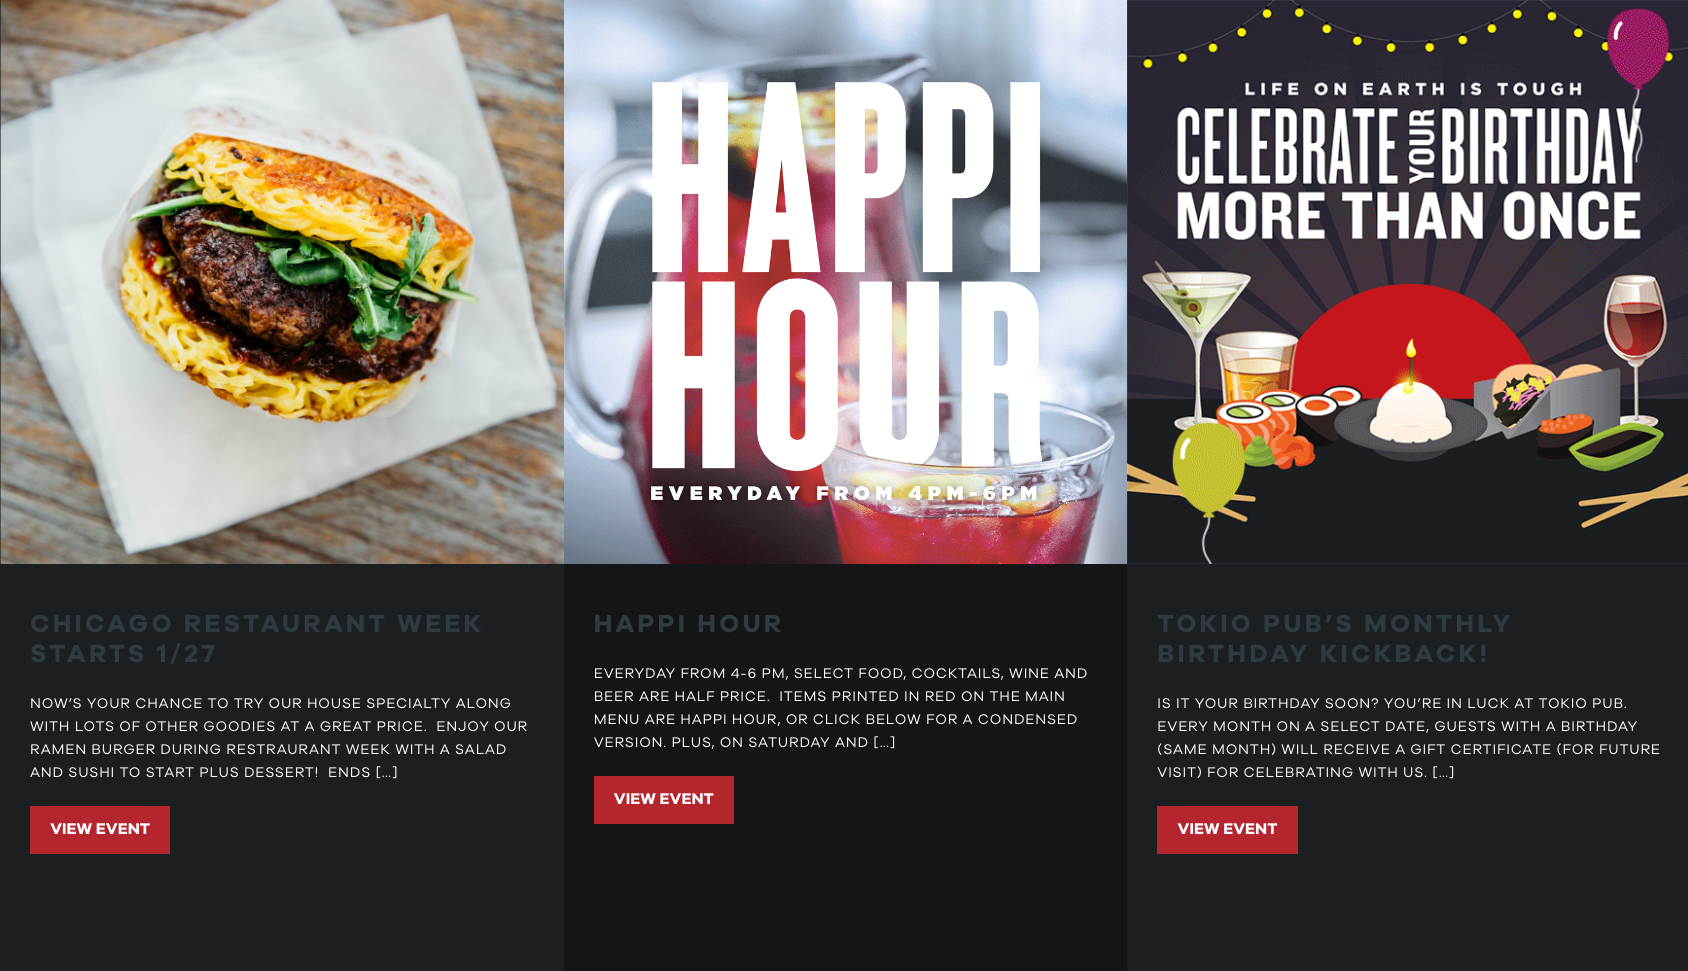 HAPPI
HOUR
EVERYDAY FROM 4PM-6PM
LIFE ON EARTH IS TOUGH
CELEBRATE YOUR BIRTHDAY
MORE THAN ONCE
CHICAGO RESTAURANT WEEK
STARTS 1/27
NOW'S YOUR CHANCE TO TRY OUR HOUSE SPECIALTY ALONG
WITH LOTS OF OTHER GOODIES AT A GREAT PRICE.  ENJOY OUR
RAMEN BURGER DURING RESTRAURANT WEEK WITH A SALAD
AND SUSHI TO START PLUS DESSERT!  ENDS [...]
VIEW EVENT
HAPPI HOUR
EVERYDAY FROM 4-6 PM, SELECT FOOD, COCKTAILS, WINE AND
BEER ARE HALF PRICE.  ITEMS PRINTED IN RED ON THE MAIN
MENU ARE HAPPI HOUR, OR CLICK BELOW FOR A CONDENSED
VERSION. PLUS, ON SATURDAY AND [...]
VIEW EVENT
TOKIO PUB'S MONTHLY
BIRTHDAY KICKBACK!
IS IT YOUR BIRTHDAY SOON? YOU'RE IN LUCK AT TOKIO PUB.
EVERY MONTH ON A SELECT DATE, GUESTS WITH A BIRTHDAY
(SAME MONTH) WILL RECEIVE A GIFT CERTIFICATE (FOR FUTURE
VISIT) FOR CELEBRATING WITH US. [...]
VIEW EVENT